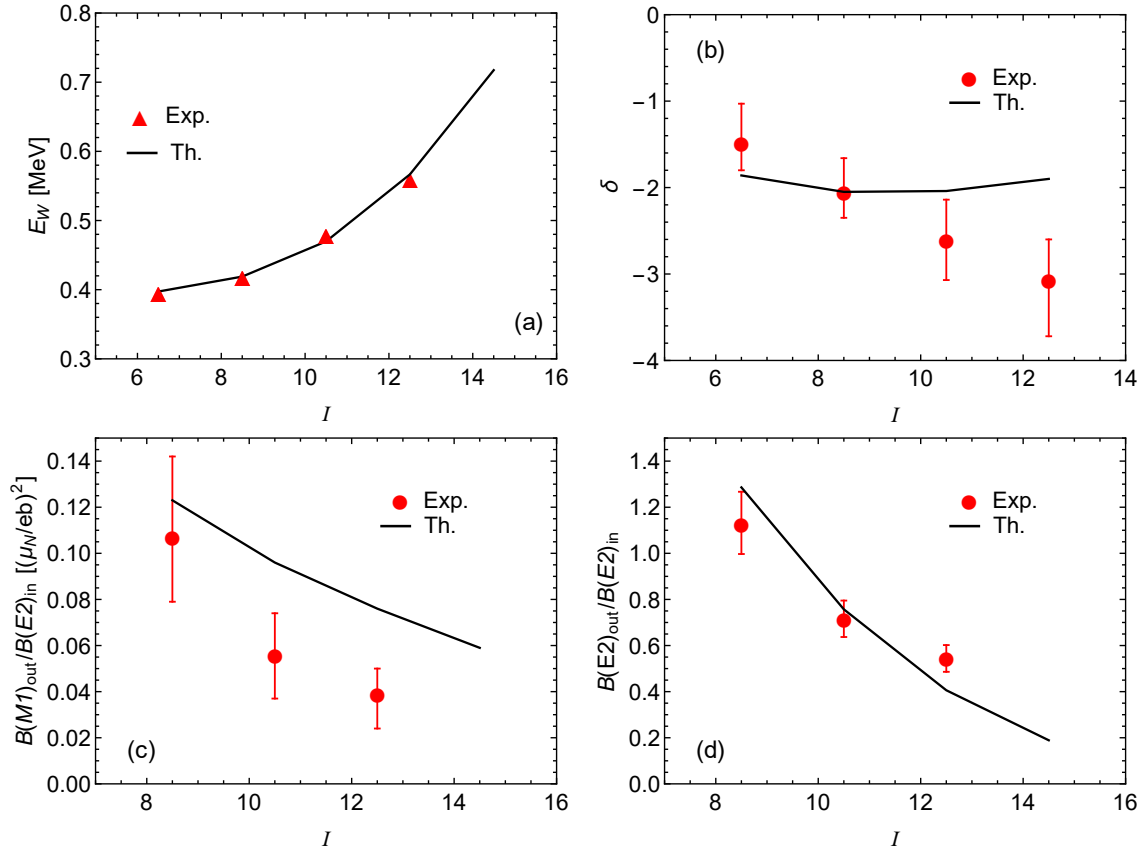 0.8
0.7
0.6
0.5
0.4
0.3
E_W [MeV]
Exp.
Th.
(a)
6 8 10 12 14 16
I
0
−1
−2
−3
−4
δ
(b)
Exp.
Th.
6 8 10 12 14
I
0.14
0.12
0.10
0.08
0.06
0.04
0.02
0.00
B(M1)_out/B(E2)_in [(μ_N/eb)^2]
Exp.
Th.
(c)
8 10 12 14 16
I
1.4
1.2
1.0
0.8
0.6
0.4
0.2
0.0
B(E2)_out/B(E2)_in
Exp.
Th.
(d)
8 10 12 14 16
I